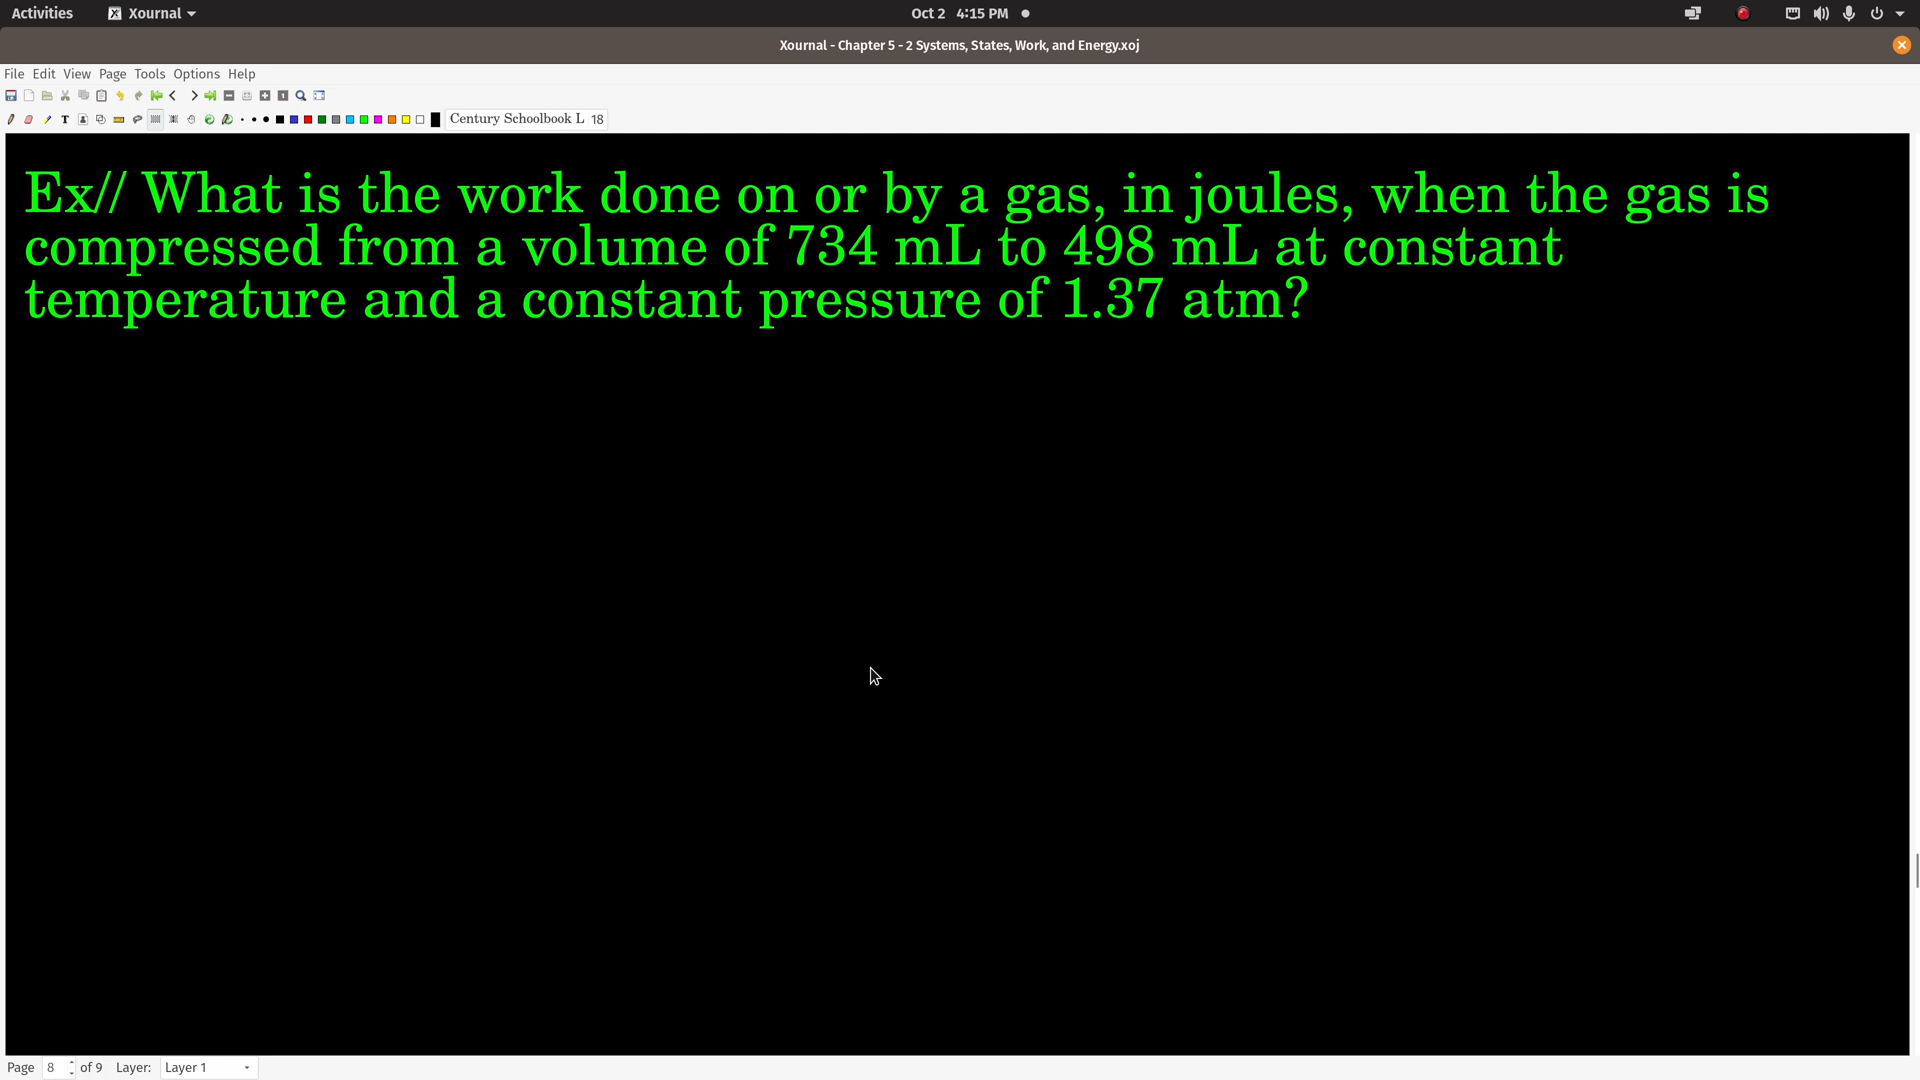 Activities Xournal Oct 2 4:15 PM
Xournal - Chapter 5 - 2 Systems, States, Work, and Energy.xoj
File Edit View Page Tools Options Help
Century Schoolbook L 18
Ex// What is the work done on or by a gas, in joules, when the gas is
compressed from a volume of 734 mL to 498 mL at constant
temperature and a constant pressure of 1.37 atm?
Page 8 of 9 Layer: Layer 1